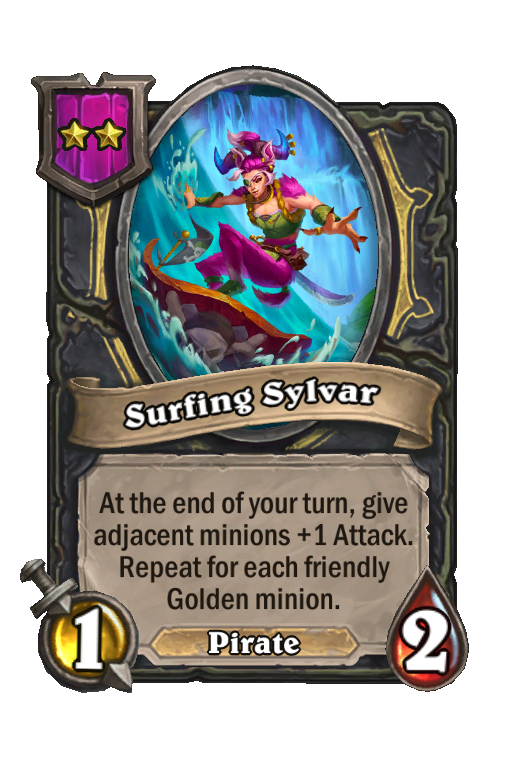 Surfing Sylvar
At the end of your turn, give
adjacent minions +1 Attack.
Repeat for each friendly
Golden minion.
1
Pirate
2